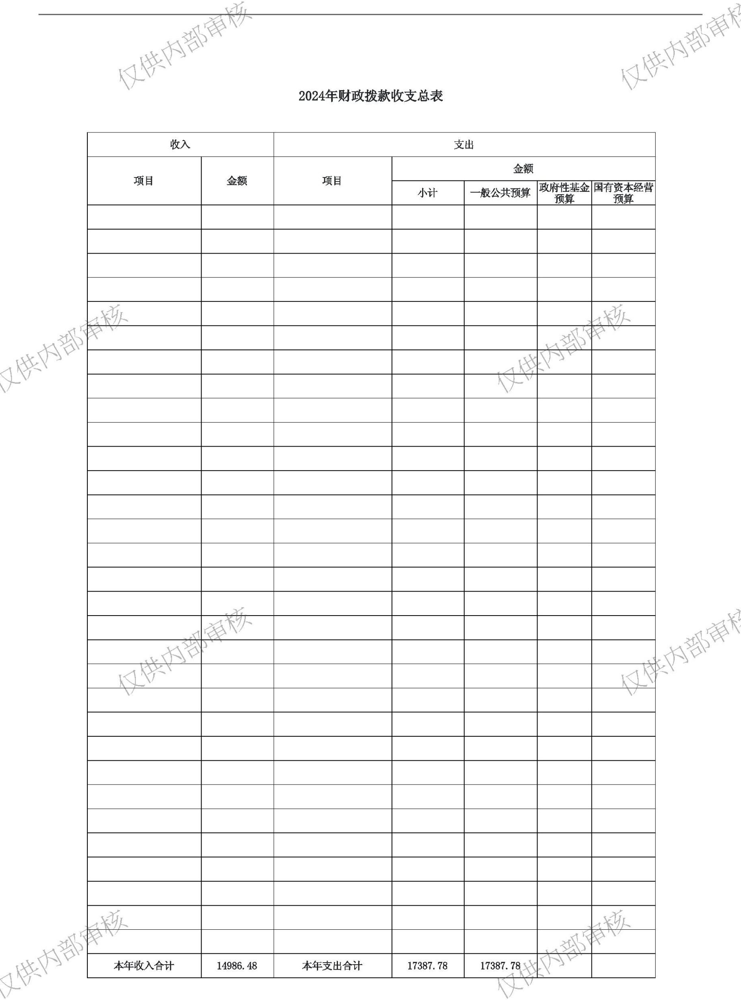 仅供内部审核
仅供内部审核
2024年财政拨款收支总表
收入 支出
项目 金额 项目 金额
小计 一般公共预算 政府性基金 国有资本经营
预算 预算
仅供内部审核
仅供内部审核
仅供内部审核
仅供内部审核
仅供内部审核
仅供内部审核
本年收入合计 14986.48 本年支出合计 17387.78 17387.78